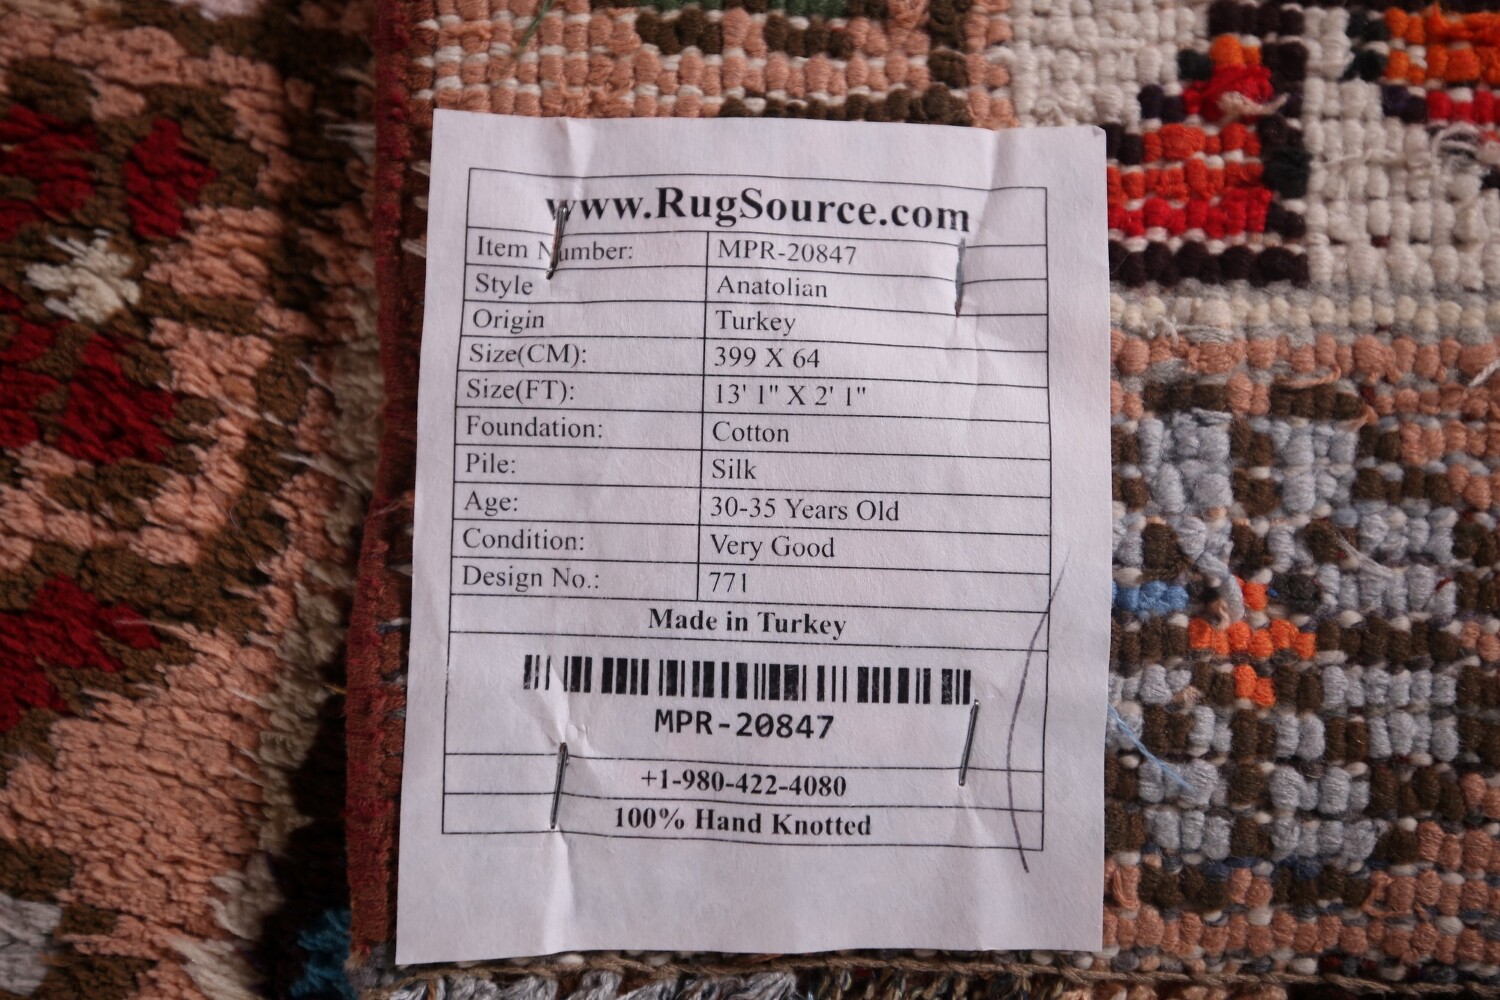 www.RugSource.com
Item Number: MPR-20847
Style Anatolian
Origin Turkey
Size(CM): 399 X 64
Size(FT): 13' 1" X 2' 1"
Foundation: Cotton
Pile: Silk
Age: 30-35 Years Old
Condition: Very Good
Design No.: 771
Made in Turkey
MPR-20847
+1-980-422-4080
100% Hand Knotted